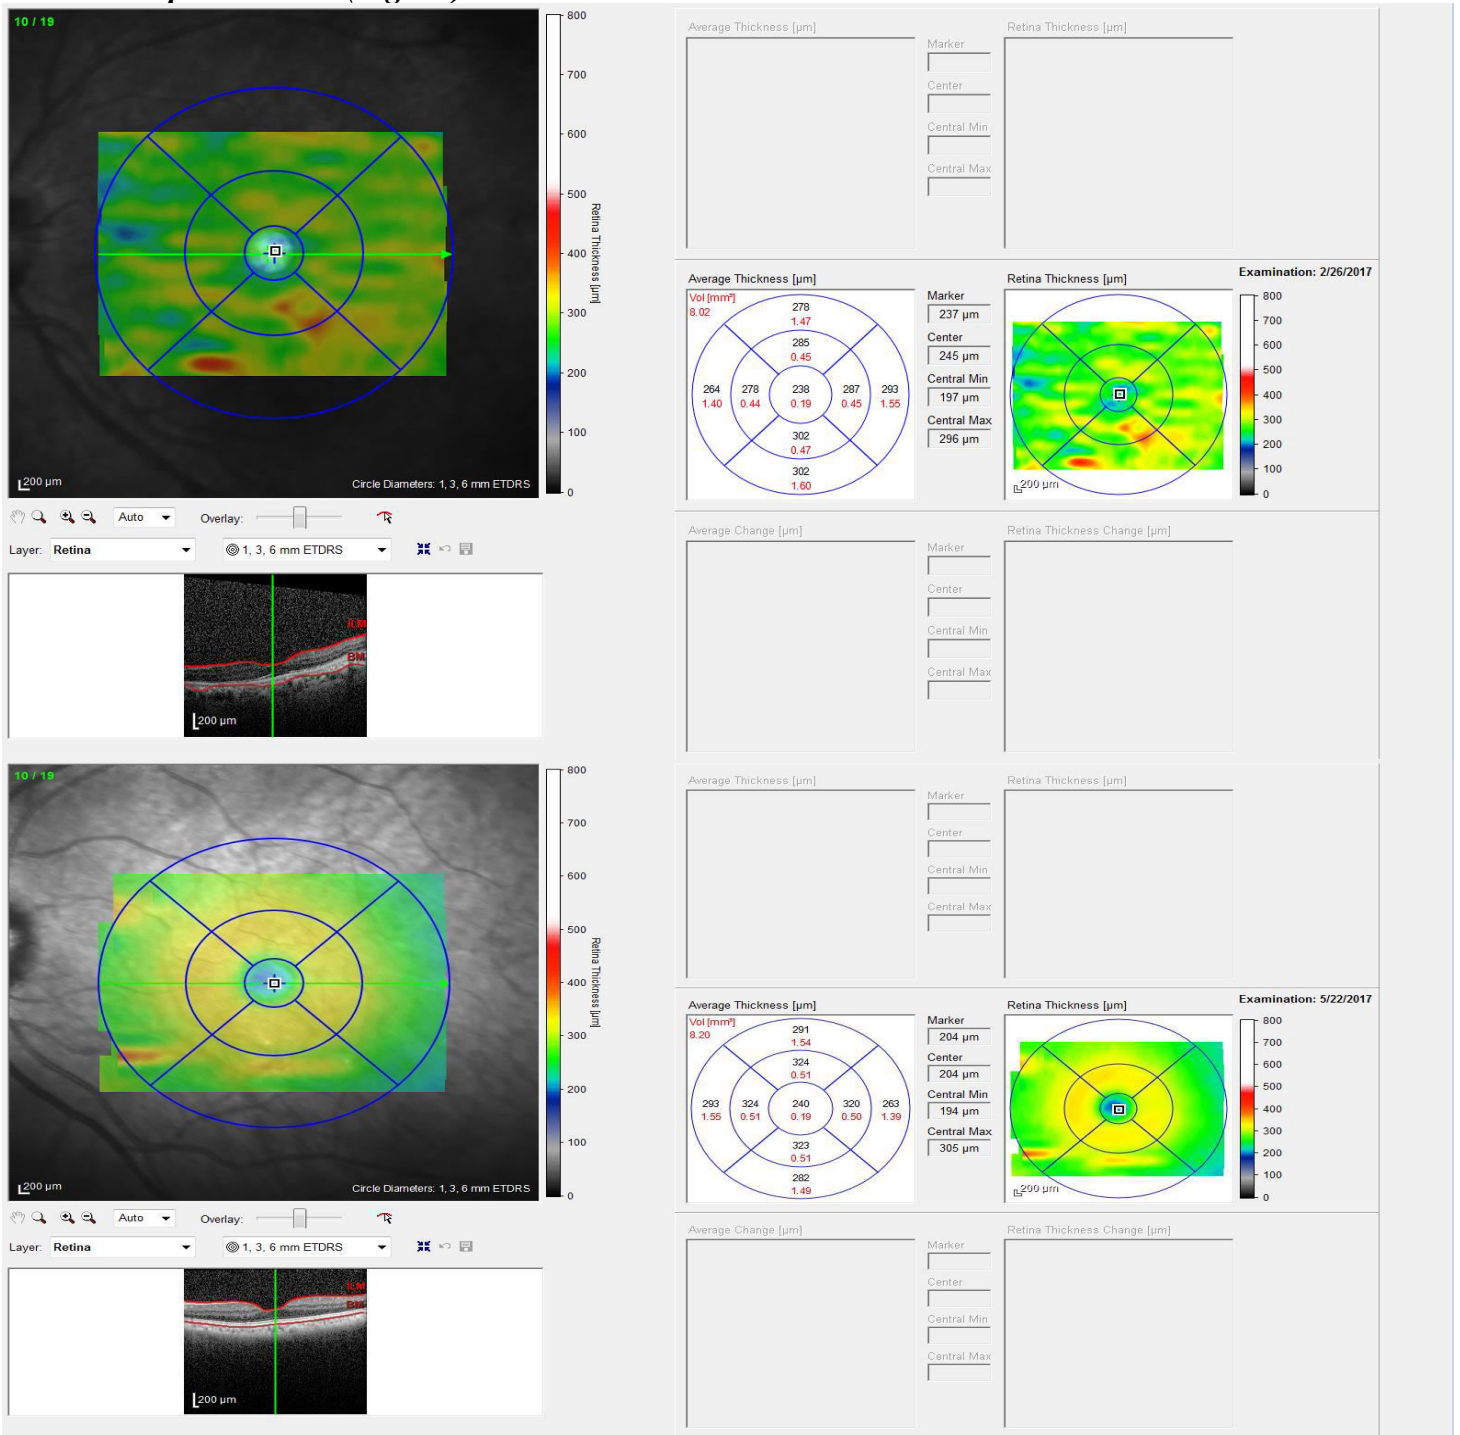 10 / 19
800
700
600
500
400
300
200
100
0
Retina Thickness [µm]
200 µm
Circle Diameters: 1, 3, 6 mm ETDRS
Auto
Overlay:
Layer: Retina
1, 3, 6 mm ETDRS
ILM
BM
200 µm
Average Thickness [µm]
Retina Thickness [µm]
Marker
Center
Central Min
Central Max
Examination: 2/26/2017
Average Thickness [µm]
Retina Thickness [µm]
Vol [mm³]
8.02
278
1.47
285
0.45
264 278 238 287 293
1.40 0.44 0.19 0.45 1.55
302
0.47
302
1.60
Marker
237 µm
Center
245 µm
Central Min
197 µm
Central Max
296 µm
200 µm
800
700
600
500
400
300
200
100
0
Average Change [µm]
Retina Thickness Change [µm]
Marker
Center
Central Min
Central Max
10 / 19
800
700
600
500
400
300
200
100
0
Retina Thickness [µm]
200 µm
Circle Diameters: 1, 3, 6 mm ETDRS
Auto
Overlay:
Layer: Retina
1, 3, 6 mm ETDRS
ILM
BM
200 µm
Average Thickness [µm]
Retina Thickness [µm]
Marker
Center
Central Min
Central Max
Examination: 5/22/2017
Average Thickness [µm]
Retina Thickness [µm]
Vol [mm³]
8.20
291
1.54
324
0.51
293 324 240 320 263
1.55 0.51 0.19 0.50 1.39
323
0.51
282
1.49
Marker
204 µm
Center
204 µm
Central Min
194 µm
Central Max
305 µm
200 µm
800
700
600
500
400
300
200
100
0
Average Change [µm]
Retina Thickness Change [µm]
Marker
Center
Central Min
Central Max